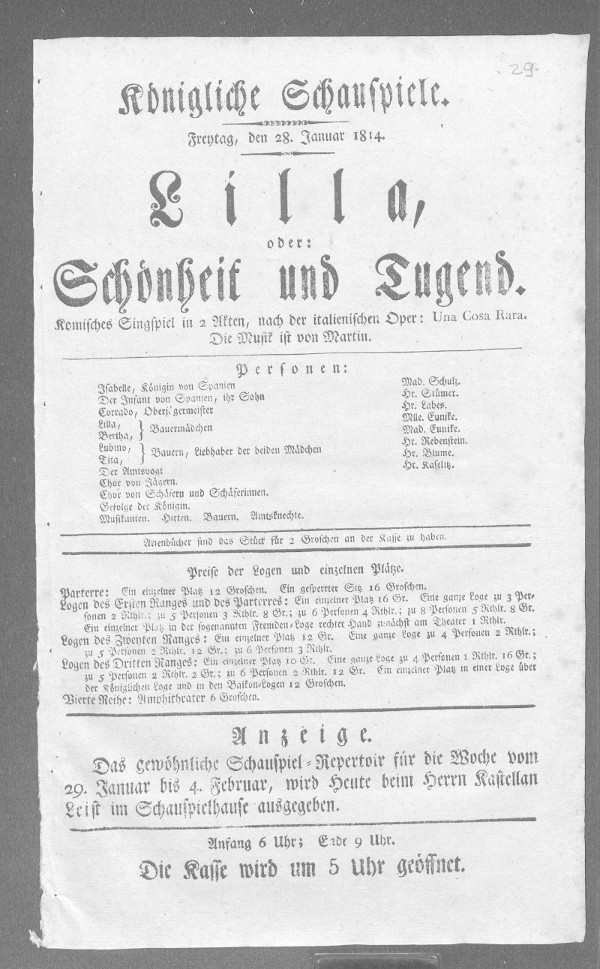 29.
Königliche Schauspiele.
Freytag, den 28. Januar 1814.
Lilla,
oder:
Schönheit und Tugend.
Komisches Singspiel in 2 Akten, nach der italienischen Oper: Una Cosa Rara.
Die Musik ist von Martin.
Personen:
Isabelle, Königin von Spanien Mad. Schulz.
Der Infant von Spanien, ihr Sohn Hr. Stümer.
Corrado, Oberjägermeister Hr. Labes.
Lilla, } Bauermädchen Mlle. Eunike.
Bertha, Mad. Eunike.
Lubino, } Bauern, Liebhaber der beiden Mädchen Hr. Rebenstein.
Tita, Hr. Blume.
Der Amtsvogt Hr. Kaselitz.
Chor von Jägern.
Chor von Schäfern und Schäferinnen.
Gefolge der Königin.
Musikanten. Hirten. Bauern. Amtsknechte.
Arienbücher sind das Stück für 2 Groschen an der Kasse zu haben.
Preise der Logen und einzelnen Plätze.
Parterre: Ein einzelner Platz 12 Groschen. Ein gesperrter Sitz 16 Groschen.
Logen des Ersten Ranges und des Parterres: Ein einzelner Platz 16 Gr. Eine ganze Loge zu 3 Per-
sonen 2 Rthlr.; zu 5 Personen 3 Rthlr. 8 Gr.; zu 6 Personen 4 Rthlr.; zu 8 Personen 5 Rthlr. 8 Gr.
Ein einzelner Platz in der sogenannten Fremden-Loge rechter Hand zunächst am Theater 1 Rthlr.
Logen des Zweyten Ranges: Ein einzelner Platz 12 Gr. Eine ganze Loge zu 4 Personen 2 Rthlr.;
zu 5 Personen 2 Rthlr. 12 Gr.; zu 6 Personen 3 Rthlr.
Logen des Dritten Ranges: Ein einzelner Platz 10 Gr. Eine ganze Loge zu 4 Personen 1 Rthlr. 16 Gr.;
zu 5 Personen 2 Rthlr. 2 Gr.; zu 6 Personen 2 Rthlr. 12 Gr. Ein einzelner Platz in einer Loge über
der Königlichen Loge und in den Balkon-Logen 12 Groschen.
Vierte Reihe: Amphitheater 6 Groschen.
Anzeige.
Das gewöhnliche Schauspiel-Repertoir für die Woche vom
29. Januar bis 4. Februar, wird Heute beim Herrn Kastellan
Leist im Schauspielhause ausgegeben.
Anfang 6 Uhr; Ende 9 Uhr.
Die Kasse wird um 5 Uhr geöffnet.